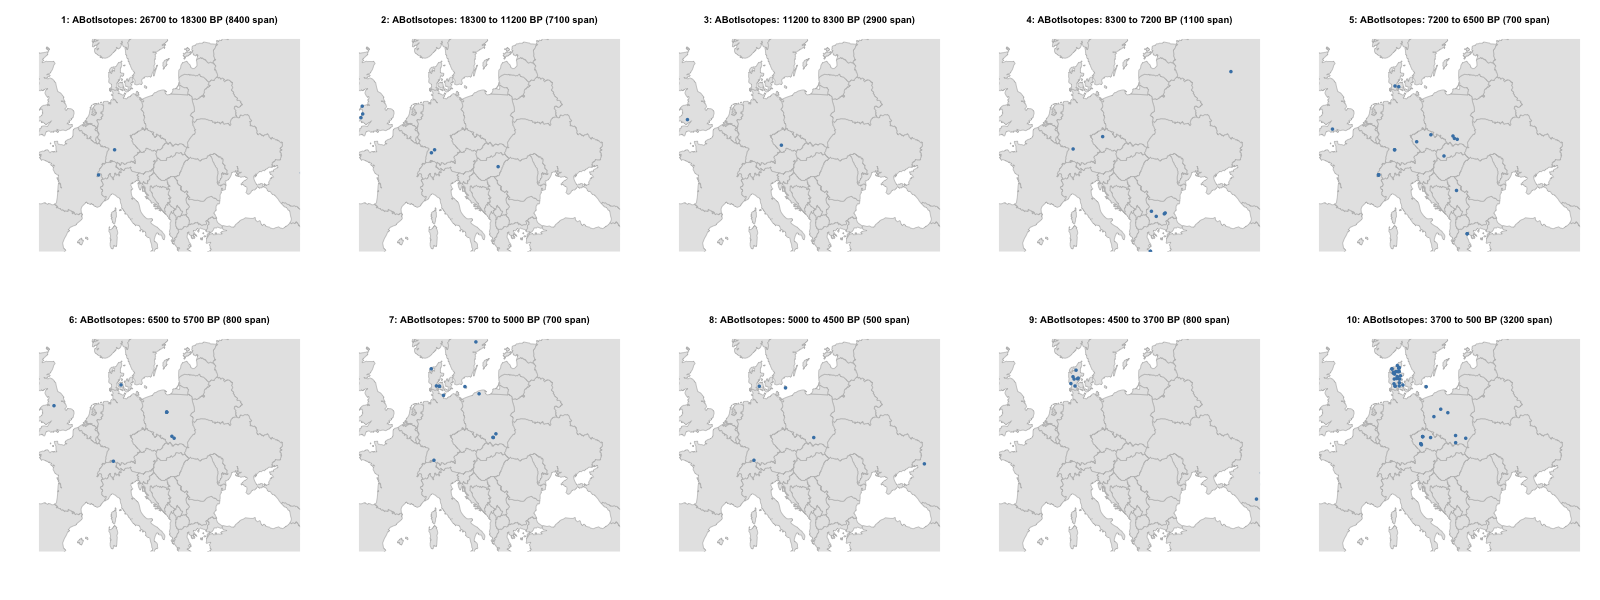 1: ABotIsotopes: 26700 to 18300 BP (8400 span)
2: ABotIsotopes: 18300 to 11200 BP (7100 span)
3: ABotIsotopes: 11200 to 8300 BP (2900 span)
4: ABotIsotopes: 8300 to 7200 BP (1100 span)
5: ABotIsotopes: 7200 to 6500 BP (700 span)
6: ABotIsotopes: 6500 to 5700 BP (800 span)
7: ABotIsotopes: 5700 to 5000 BP (700 span)
8: ABotIsotopes: 5000 to 4500 BP (500 span)
9: ABotIsotopes: 4500 to 3700 BP (800 span)
10: ABotIsotopes: 3700 to 500 BP (3200 span)